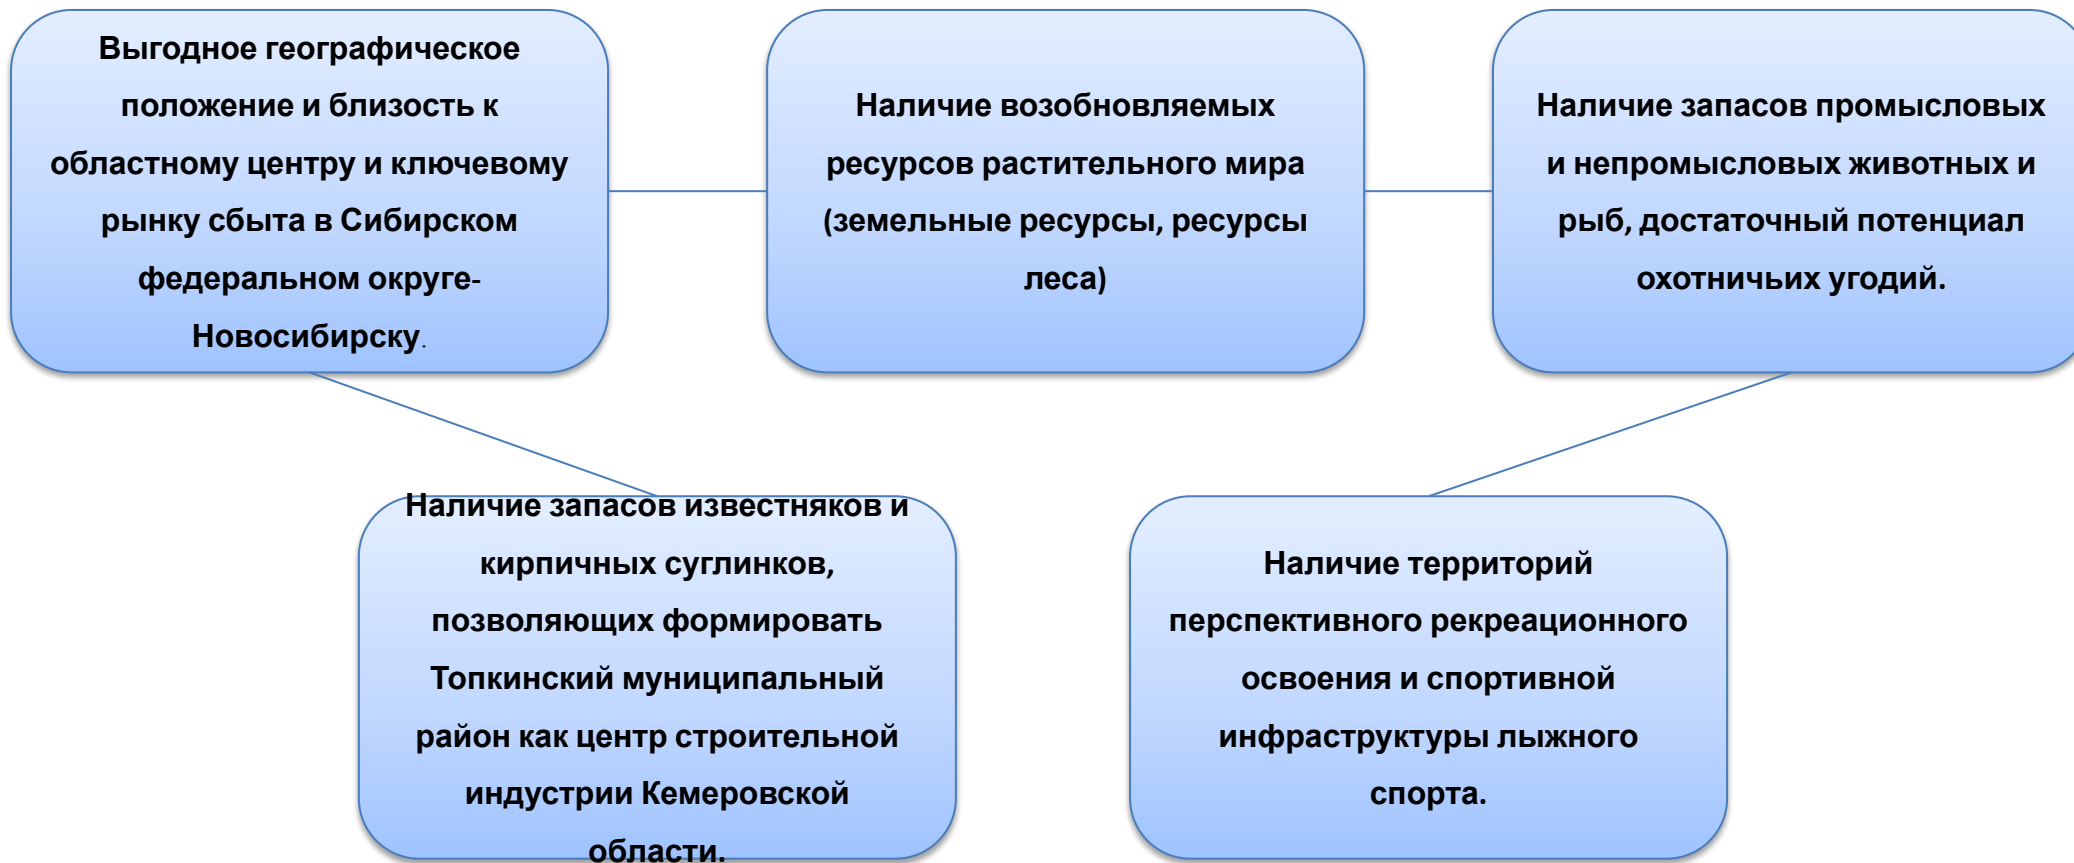 Выгодное географическое
положение и близость к
областному центру и ключевому
рынку сбыта в Сибирском
федеральном округе-
Новосибирску.
Наличие возобновляемых
ресурсов растительного мира
(земельные ресурсы, ресурсы
леса)
Наличие запасов промысловых
и непромысловых животных и
рыб, достаточный потенциал
охотничьих угодий.
Наличие запасов известняков и
кирпичных суглинков,
позволяющих формировать
Топкинский муниципальный
район как центр строительной
индустрии Кемеровской
области.
Наличие территорий
перспективного рекреационного
освоения и спортивной
инфраструктуры лыжного
спорта.